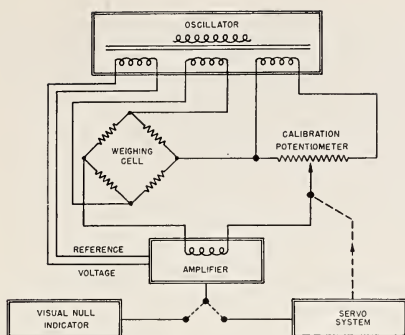 OSCILLATOR
WEIGHING
CELL
CALIBRATION
POTENTIOMETER
REFERENCE
VOLTAGE
AMPLIFIER
VISUAL NULL
INDICATOR
SERVO
SYSTEM